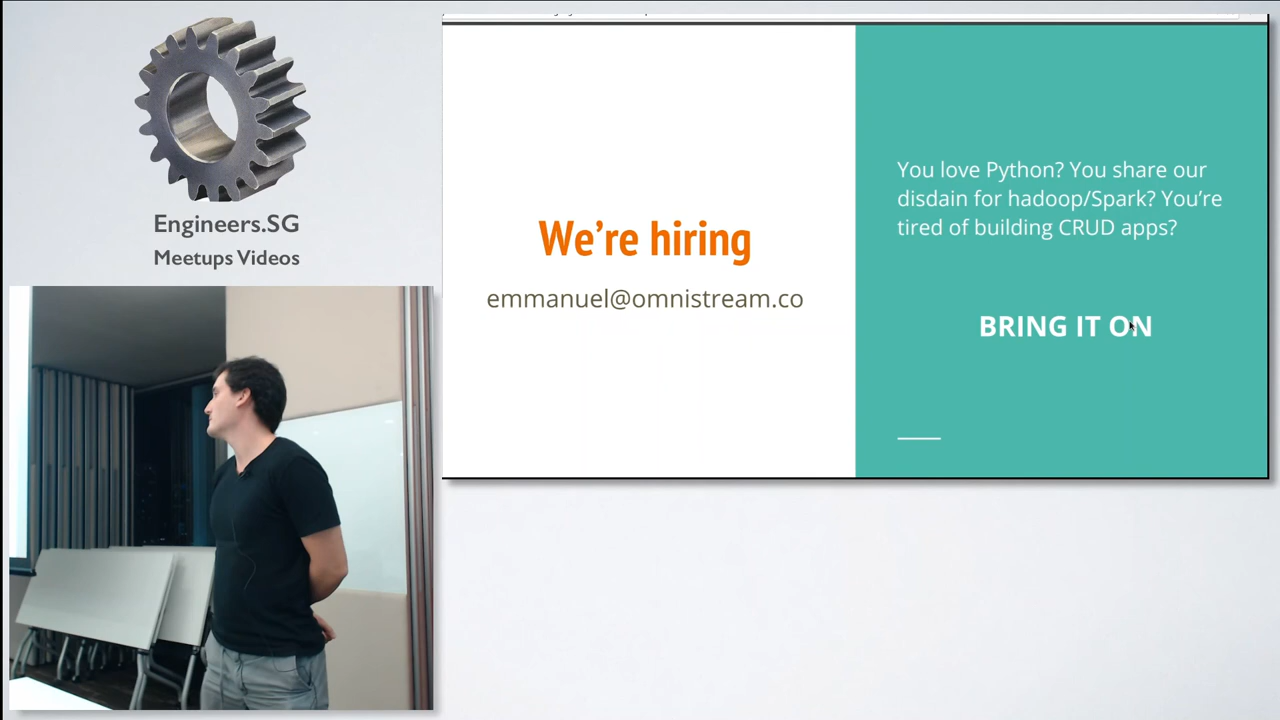 Engineers.SG
Meetups Videos
We're hiring
emmanuel@omnistream.co
You love Python? You share our
disdain for hadoop/Spark? You're
tired of building CRUD apps?
BRING IT ON